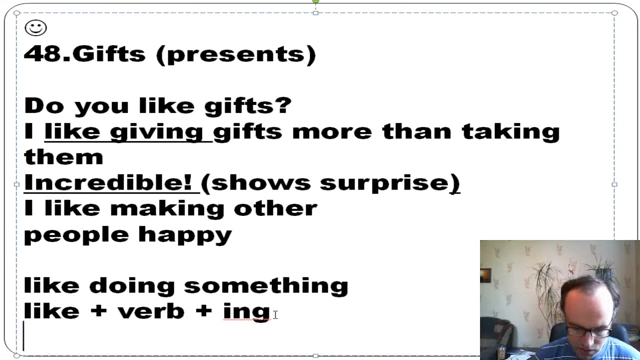 48.Gifts (presents)
Do you like gifts?
I like giving gifts more than taking
them
Incredible! (shows surprise)
I like making other
people happy
like doing something
like + verb + ing